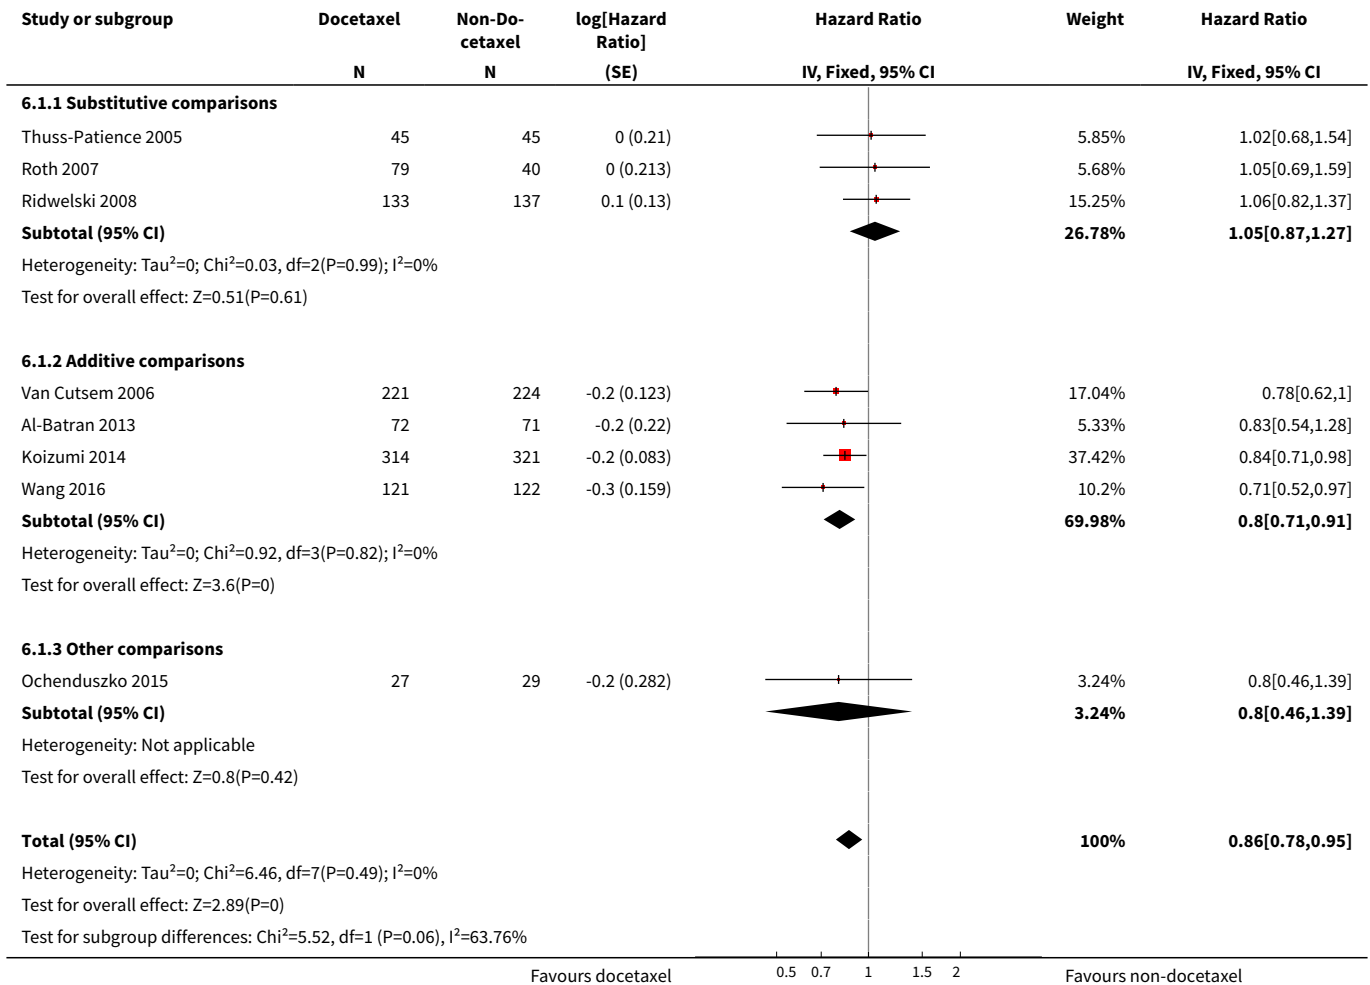 Study or subgroup Docetaxel Non-Do- log[Hazard Hazard Ratio Weight Hazard Ratio
cetaxel Ratio]
N N (SE) IV, Fixed, 95% CI IV, Fixed, 95% CI
6.1.1 Substitutive comparisons
Thuss-Patience 2005 45 45 0 (0.21) 5.85% 1.02[0.68,1.54]
Roth 2007 79 40 0 (0.213) 5.68% 1.05[0.69,1.59]
Ridwelski 2008 133 137 0.1 (0.13) 15.25% 1.06[0.82,1.37]
Subtotal (95% CI) 26.78% 1.05[0.87,1.27]
Heterogeneity: Tau²=0; Chi²=0.03, df=2(P=0.99); I²=0%
Test for overall effect: Z=0.51(P=0.61)
6.1.2 Additive comparisons
Van Cutsem 2006 221 224 -0.2 (0.123) 17.04% 0.78[0.62,1]
Al-Batran 2013 72 71 -0.2 (0.22) 5.33% 0.83[0.54,1.28]
Koizumi 2014 314 321 -0.2 (0.083) 37.42% 0.84[0.71,0.98]
Wang 2016 121 122 -0.3 (0.159) 10.2% 0.71[0.52,0.97]
Subtotal (95% CI) 69.98% 0.8[0.71,0.91]
Heterogeneity: Tau²=0; Chi²=0.92, df=3(P=0.82); I²=0%
Test for overall effect: Z=3.6(P=0)
6.1.3 Other comparisons
Ochenduszko 2015 27 29 -0.2 (0.282) 3.24% 0.8[0.46,1.39]
Subtotal (95% CI) 3.24% 0.8[0.46,1.39]
Heterogeneity: Not applicable
Test for overall effect: Z=0.8(P=0.42)
Total (95% CI) 100% 0.86[0.78,0.95]
Heterogeneity: Tau²=0; Chi²=6.46, df=7(P=0.49); I²=0%
Test for overall effect: Z=2.89(P=0)
Test for subgroup differences: Chi²=5.52, df=1 (P=0.06), I²=63.76%
Favours docetaxel 0.5 0.7 1 1.5 2 Favours non-docetaxel